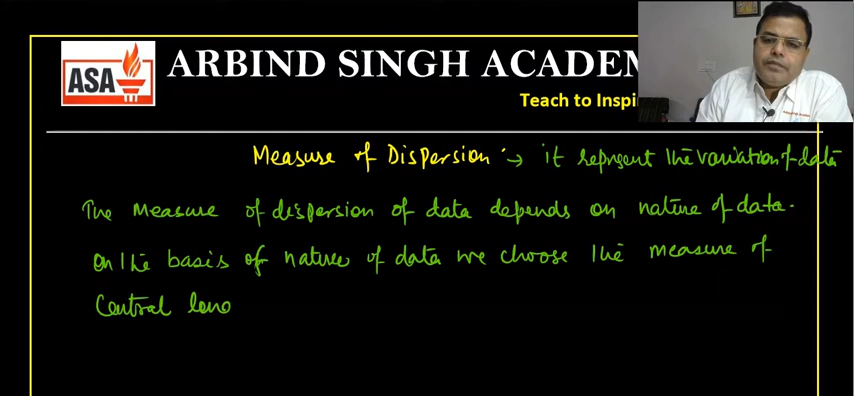 ASA
ARBIND SINGH ACADEM
Teach to Inspi
Measure of Dispersion :→ it represent the variation of data
The measure of dispersion of data depends on nature of data.
on the basis of nature of data we choose the measure of
Central